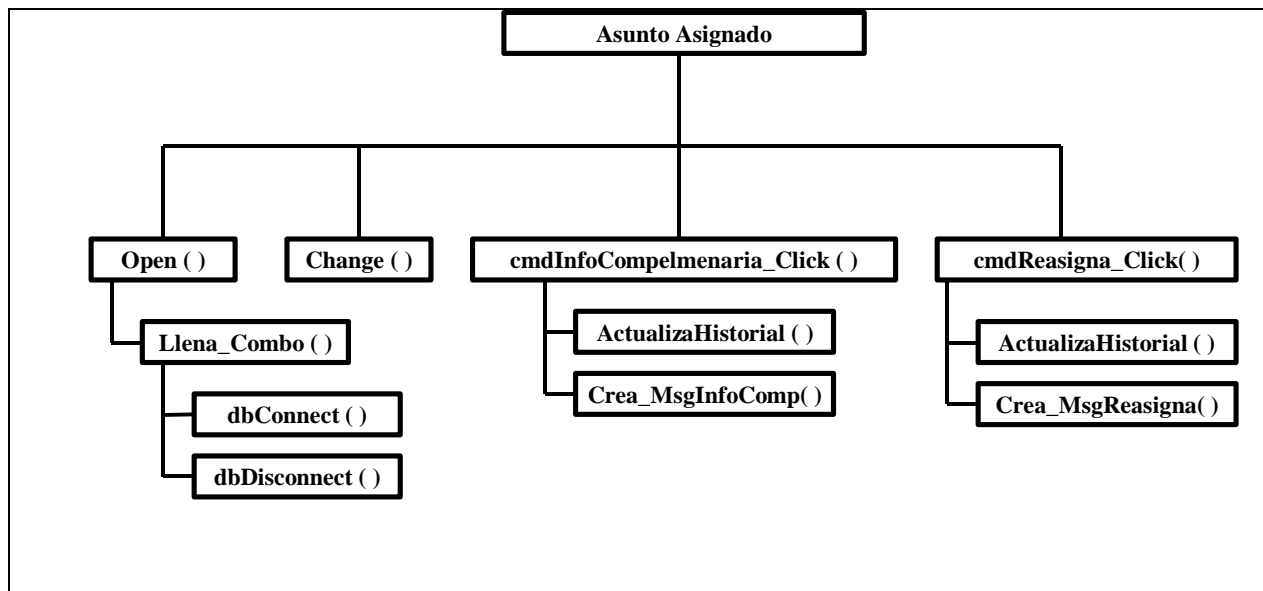 Asunto Asignado
Open ( )
Change ( )
cmdInfoCompelmenaria_Click ( )
cmdReasigna_Click( )
Llena_Combo ( )
dbConnect ( )
dbDisconnect ( )
ActualizaHistorial ( )
Crea_MsgInfoComp( )
ActualizaHistorial ( )
Crea_MsgReasigna( )